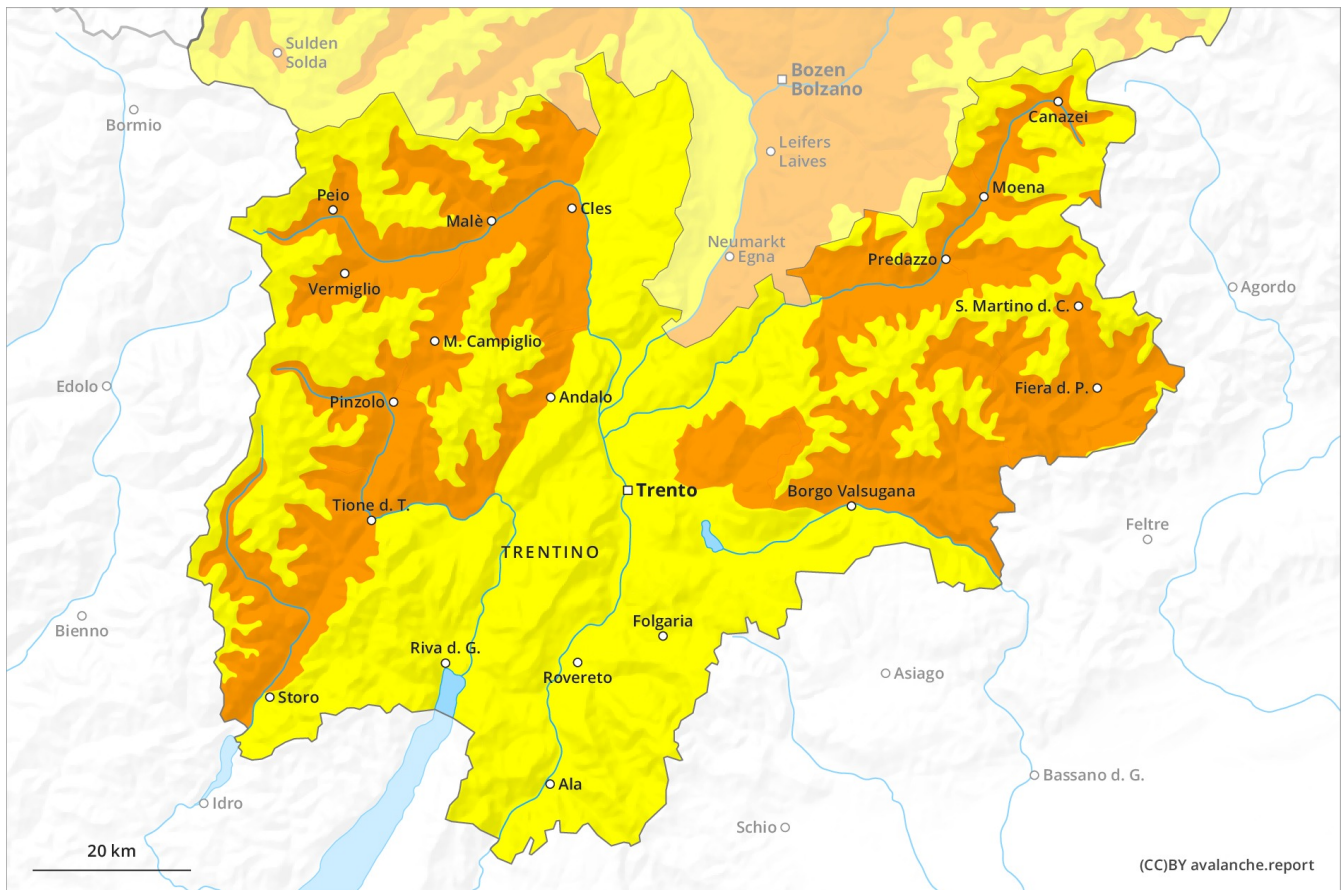 Sulden
Solda
Bozen
Bolzano
Bormio
Canazei
Leifers
Laives
Peio
Moena
Malè
Cles
Neumarkt
Egna
Predazzo
Vermiglio
Agordo
S. Martino d. C.
M. Campiglio
Edolo
Fiera d. P.
Pinzolo
Andalo
Trento
Borgo Valsugana
Tione d. T.
Feltre
TRENTINO
Bienno
Folgaria
Riva d. G.
Asiago
Rovereto
Storo
Bassano d. G.
Ala
Idro
Schio
20 km
(CC)BY avalanche.report